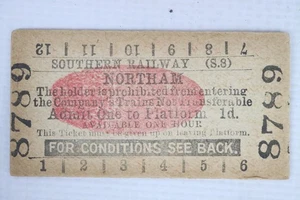 12 11 10 9 8 7
SOUTHERN RAILWAY (S.8)
NORTHAM
The holder is prohibited from entering
the Company's Trains Not Transferable
Admit One to Platform 1d.
AVAILABLE ONE HOUR
This Ticket must be given up on leaving Platform.
FOR CONDITIONS SEE BACK.
1 2 3 4 5 6
8789
8789